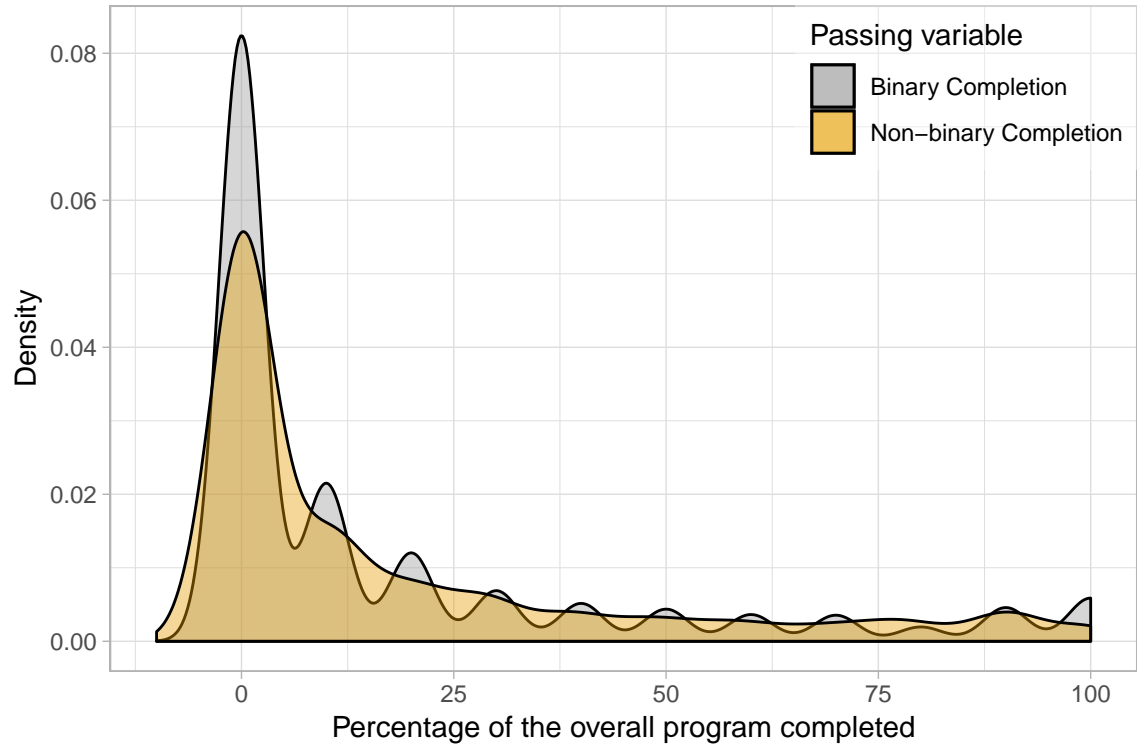 Passing variable
Binary Completion
Non−binary Completion
Density
0.08
0.06
0.04
0.02
0.00
0 25 50 75 100
Percentage of the overall program completed